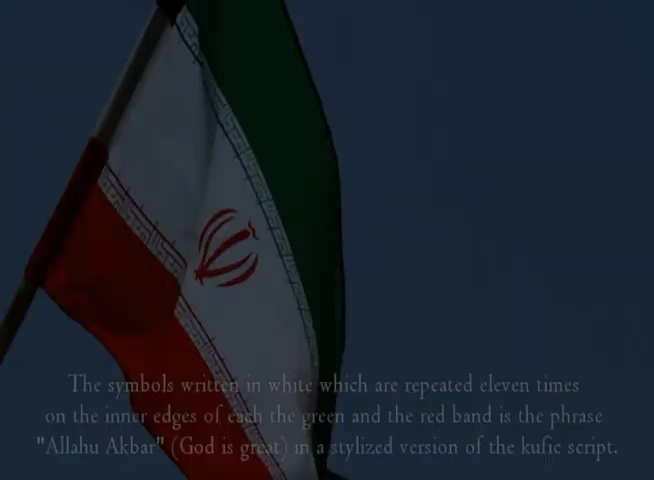 The symbols written in white which are repeated eleven times
on the inner edges of each the green and the red band is the phrase
"Allahu Akbar" (God is great) in a stylized version of the kufic script.